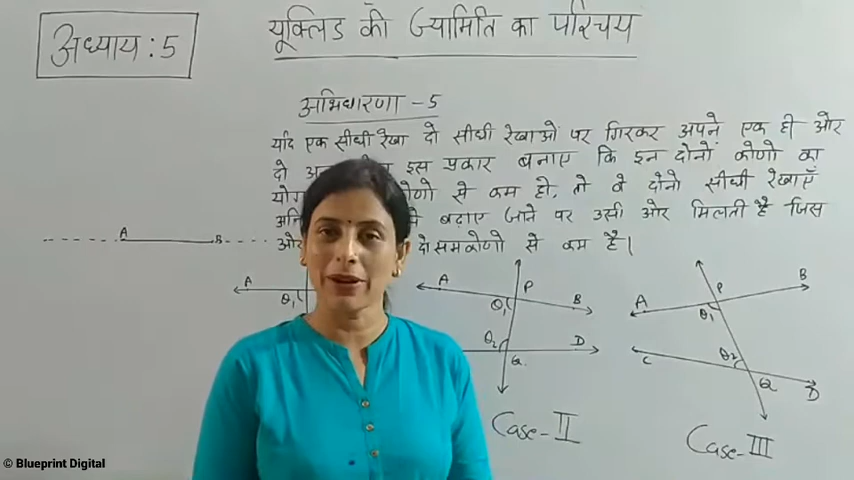 अध्याय : 5
यूक्लिड की ज्यामिति का परिचय
अभिधारणा - 5
यदि एक सीधी रेखा दो सीधी रेखाओं पर गिरकर अपने एक ही ओर
दो इस प्रकार बनाए कि इन दोनों कोणो का
से कम हो, तो वे दोनो सीधी रेखाएँ
बढ़ाए जाने पर उसी ओर मिलती है जिस
ओर दो समकोणो से कम है।
A B
A θ1
A P B θ1 θ2 D Q
A P B θ1 C θ2 Q D
Case - II
Case - III
© Blueprint Digital